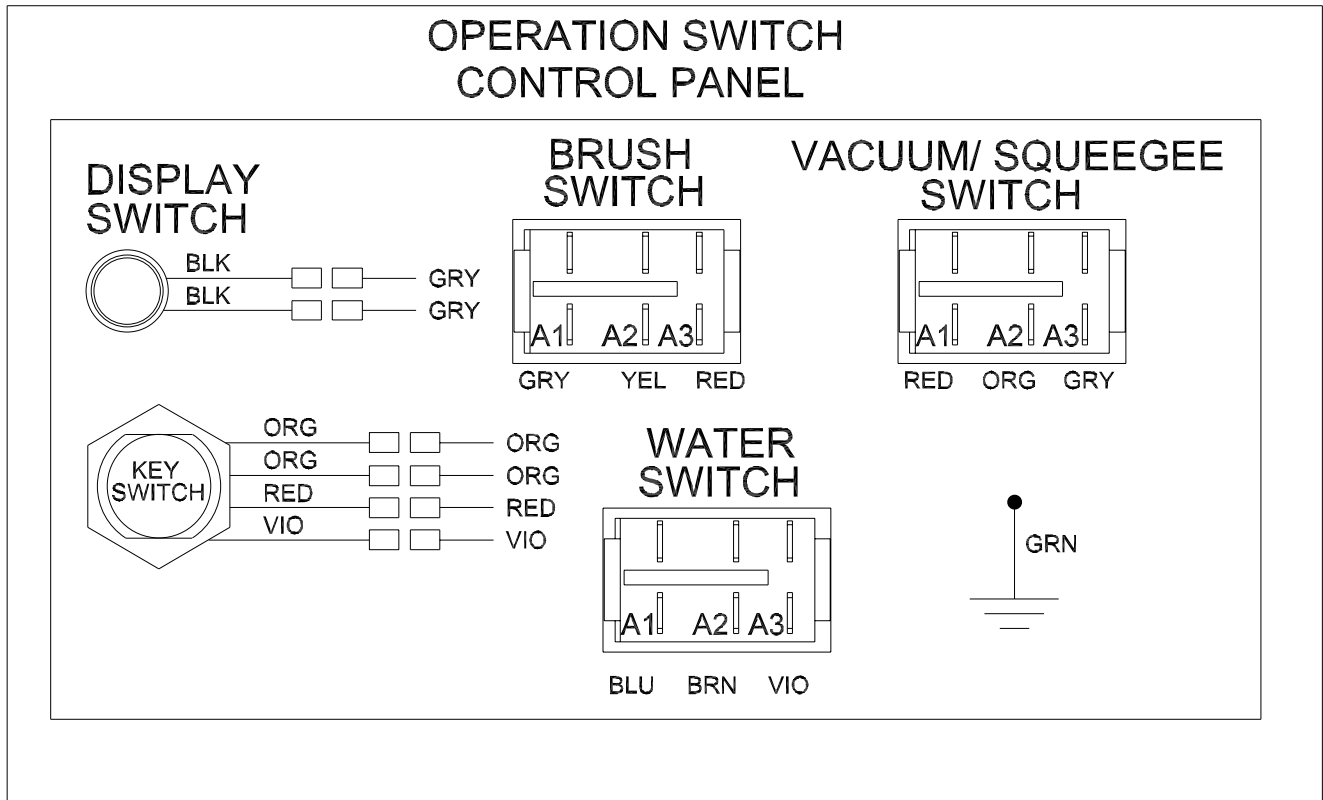 OPERATION SWITCH
CONTROL PANEL
DISPLAY
SWITCH
BLK
GRY
BLK
GRY
BRUSH
SWITCH
A1 A2 A3
GRY YEL RED
VACUUM/ SQUEEGEE
SWITCH
A1 A2 A3
RED ORG GRY
KEY
SWITCH
ORG
ORG
ORG
ORG
RED
RED
VIO
VIO
WATER
SWITCH
A1 A2 A3
BLU BRN VIO
GRN